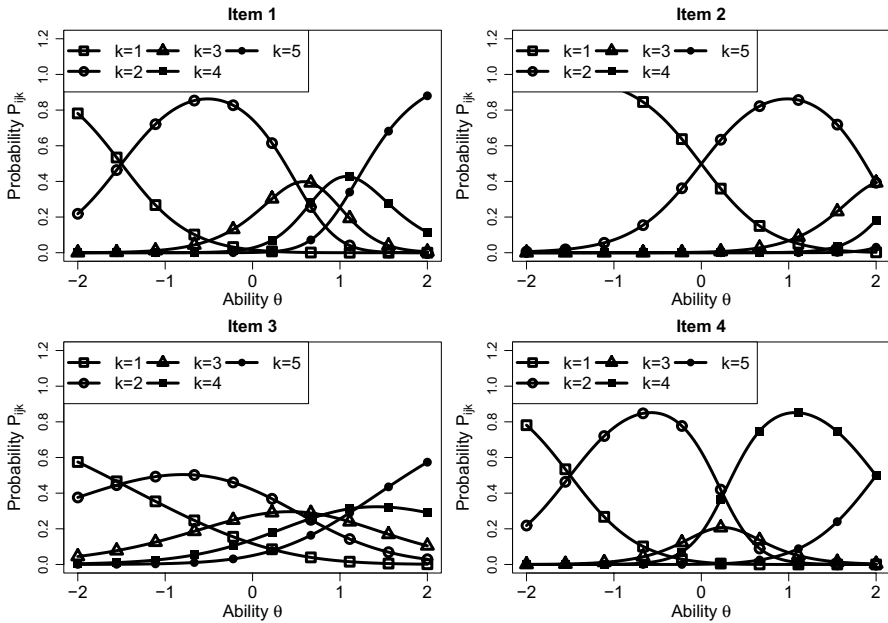 Item 1
k=1 k=3 k=5
k=2 k=4
Probability P_ijk
0.0 0.2 0.4 0.6 0.8 1.0 1.2
−2 −1 0 1 2
Ability θ
Item 2
k=1 k=3 k=5
k=2 k=4
Probability P_ijk
0.0 0.2 0.4 0.6 0.8 1.0 1.2
−2 −1 0 1 2
Ability θ
Item 3
k=1 k=3 k=5
k=2 k=4
Probability P_ijk
0.0 0.2 0.4 0.6 0.8 1.0 1.2
−2 −1 0 1 2
Ability θ
Item 4
k=1 k=3 k=5
k=2 k=4
Probability P_ijk
0.0 0.2 0.4 0.6 0.8 1.0 1.2
−2 −1 0 1 2
Ability θ